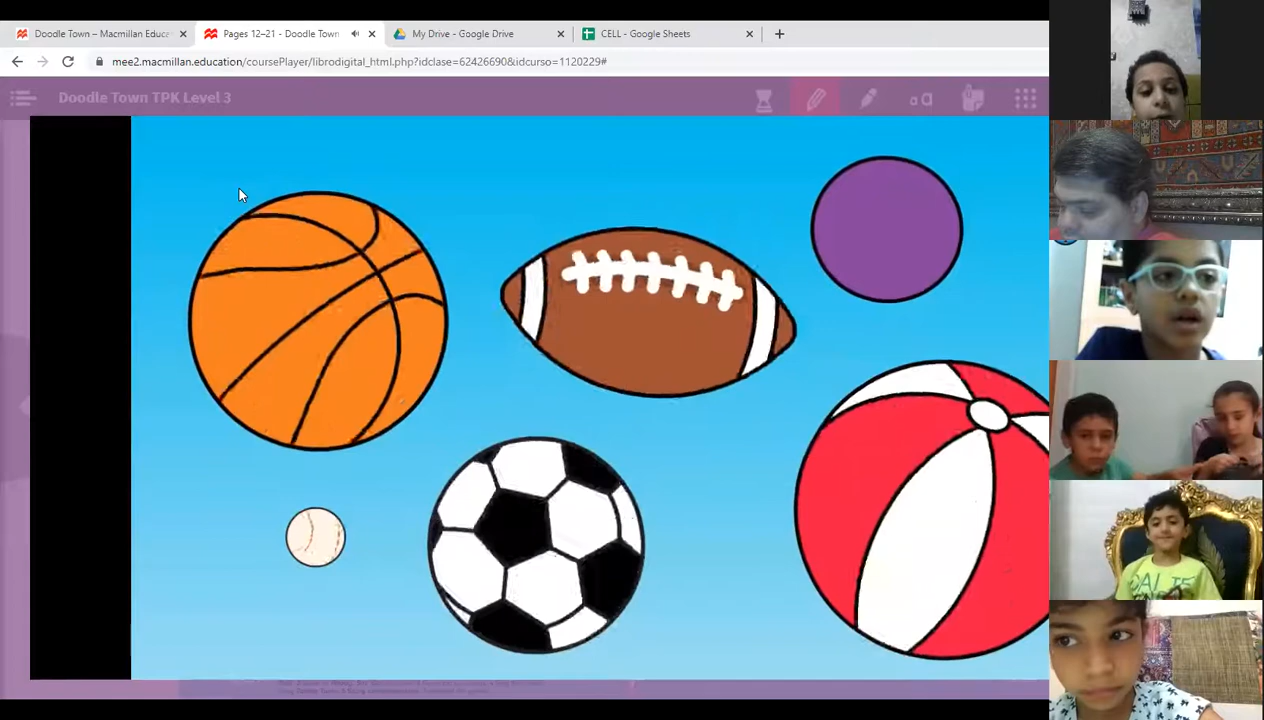 Doodle Town – Macmillan Educa
Pages 12–21 - Doodle Town
My Drive - Google Drive
CELL - Google Sheets
mee2.macmillan.education/coursePlayer/librodigital_html.php?idclase=62426690&idcurso=1120229#
Doodle Town TPK Level 3
aa